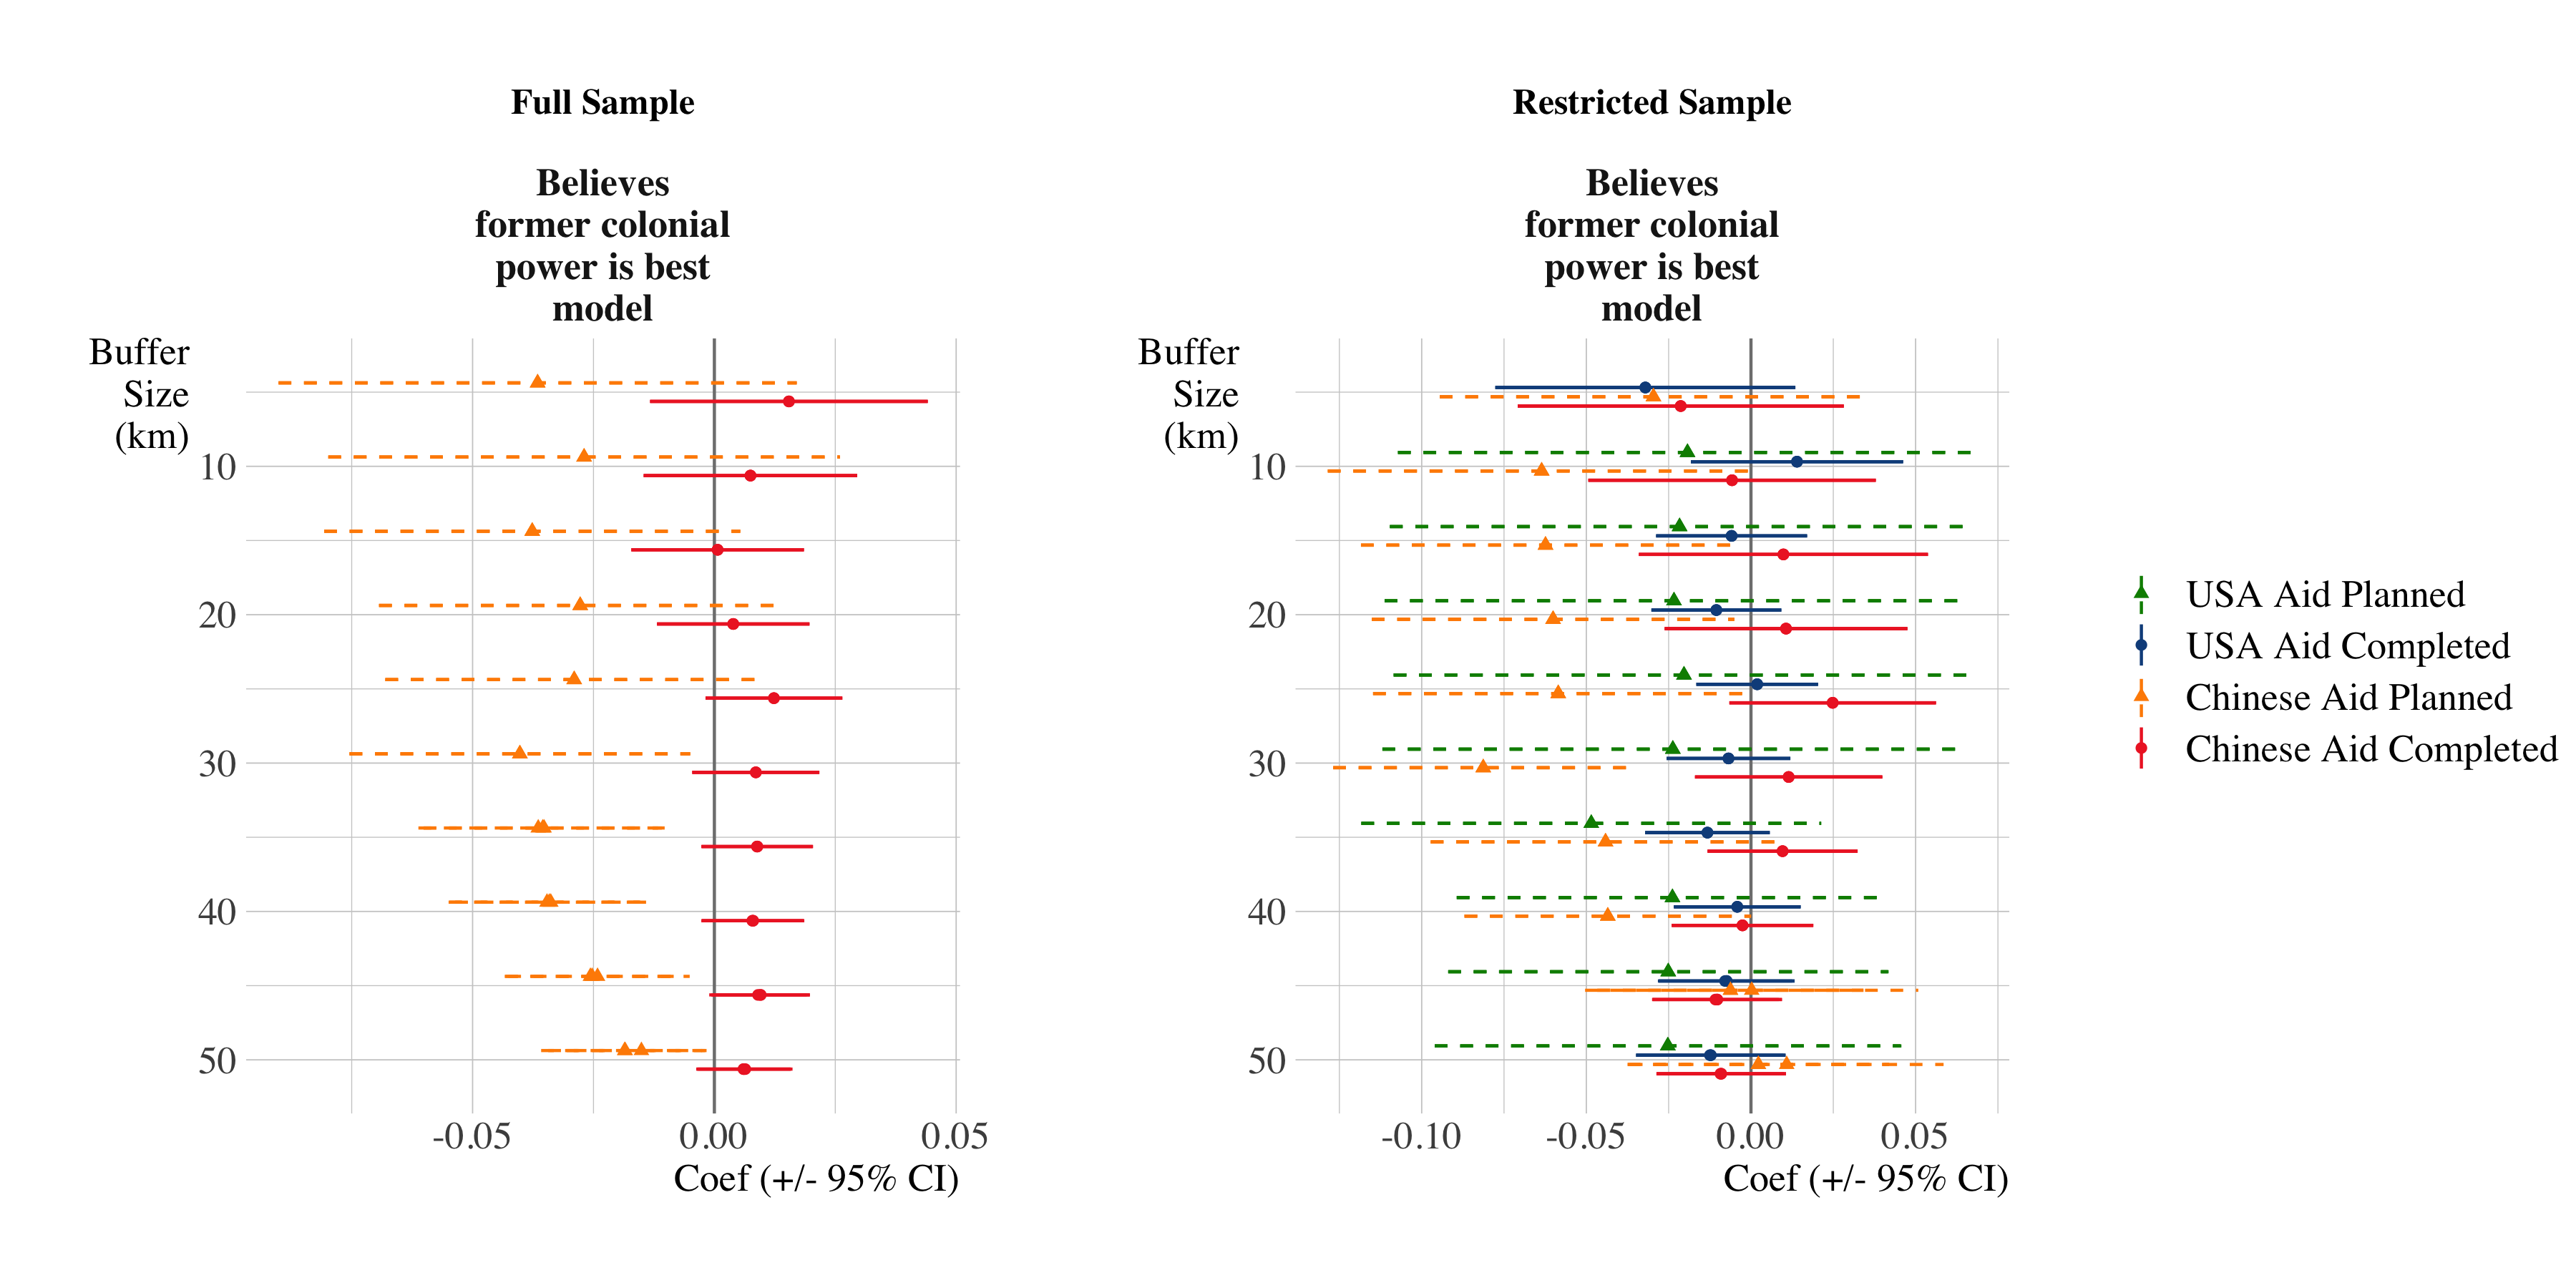 Full Sample
Believes
former colonial
power is best
model
Buffer
Size
(km)
10
20
30
40
50
-0.05
0.00
0.05
Coef (+/- 95% CI)
Restricted Sample
Believes
former colonial
power is best
model
Buffer
Size
(km)
10
20
30
40
50
-0.10
-0.05
0.00
0.05
Coef (+/- 95% CI)
USA Aid Planned
USA Aid Completed
Chinese Aid Planned
Chinese Aid Completed